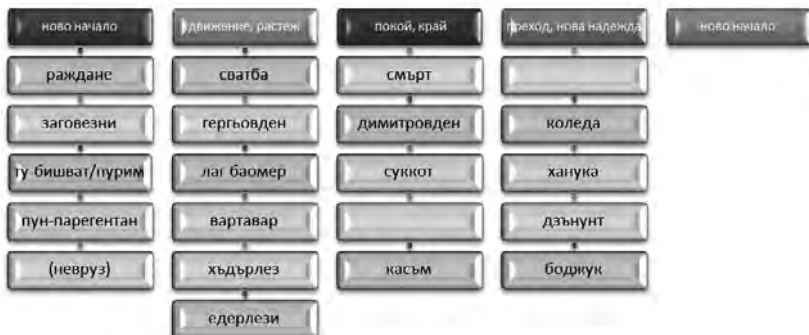 ново начало
раждане
заговезни
ту-бишват/пурим
пун-парегентан
(невруз)
движение, растеж
сватба
гергьовден
лаг баомер
вартавар
хъдърлез
едерлези
покой, край
смърт
димитровден
суккот
касъм
преход, нова надежда
коледа
ханука
дзънунт
боджук
ново начало